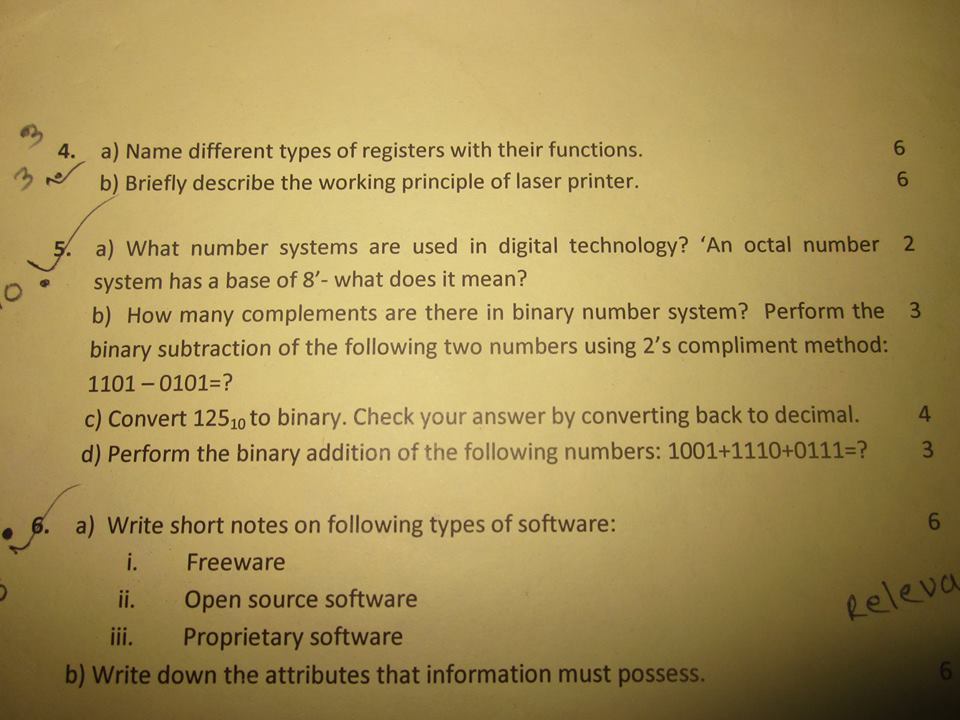 3
4. a) Name different types of registers with their functions. 6
3 b) Briefly describe the working principle of laser printer. 6
5. a) What number systems are used in digital technology? ‘An octal number 2
system has a base of 8’- what does it mean?
b) How many complements are there in binary number system? Perform the 3
binary subtraction of the following two numbers using 2’s compliment method:
1101 – 0101=?
c) Convert 125₁₀ to binary. Check your answer by converting back to decimal. 4
d) Perform the binary addition of the following numbers: 1001+1110+0111=? 3
6. a) Write short notes on following types of software: 6
i. Freeware
ii. Open source software
Releva
iii. Proprietary software
b) Write down the attributes that information must possess. 6